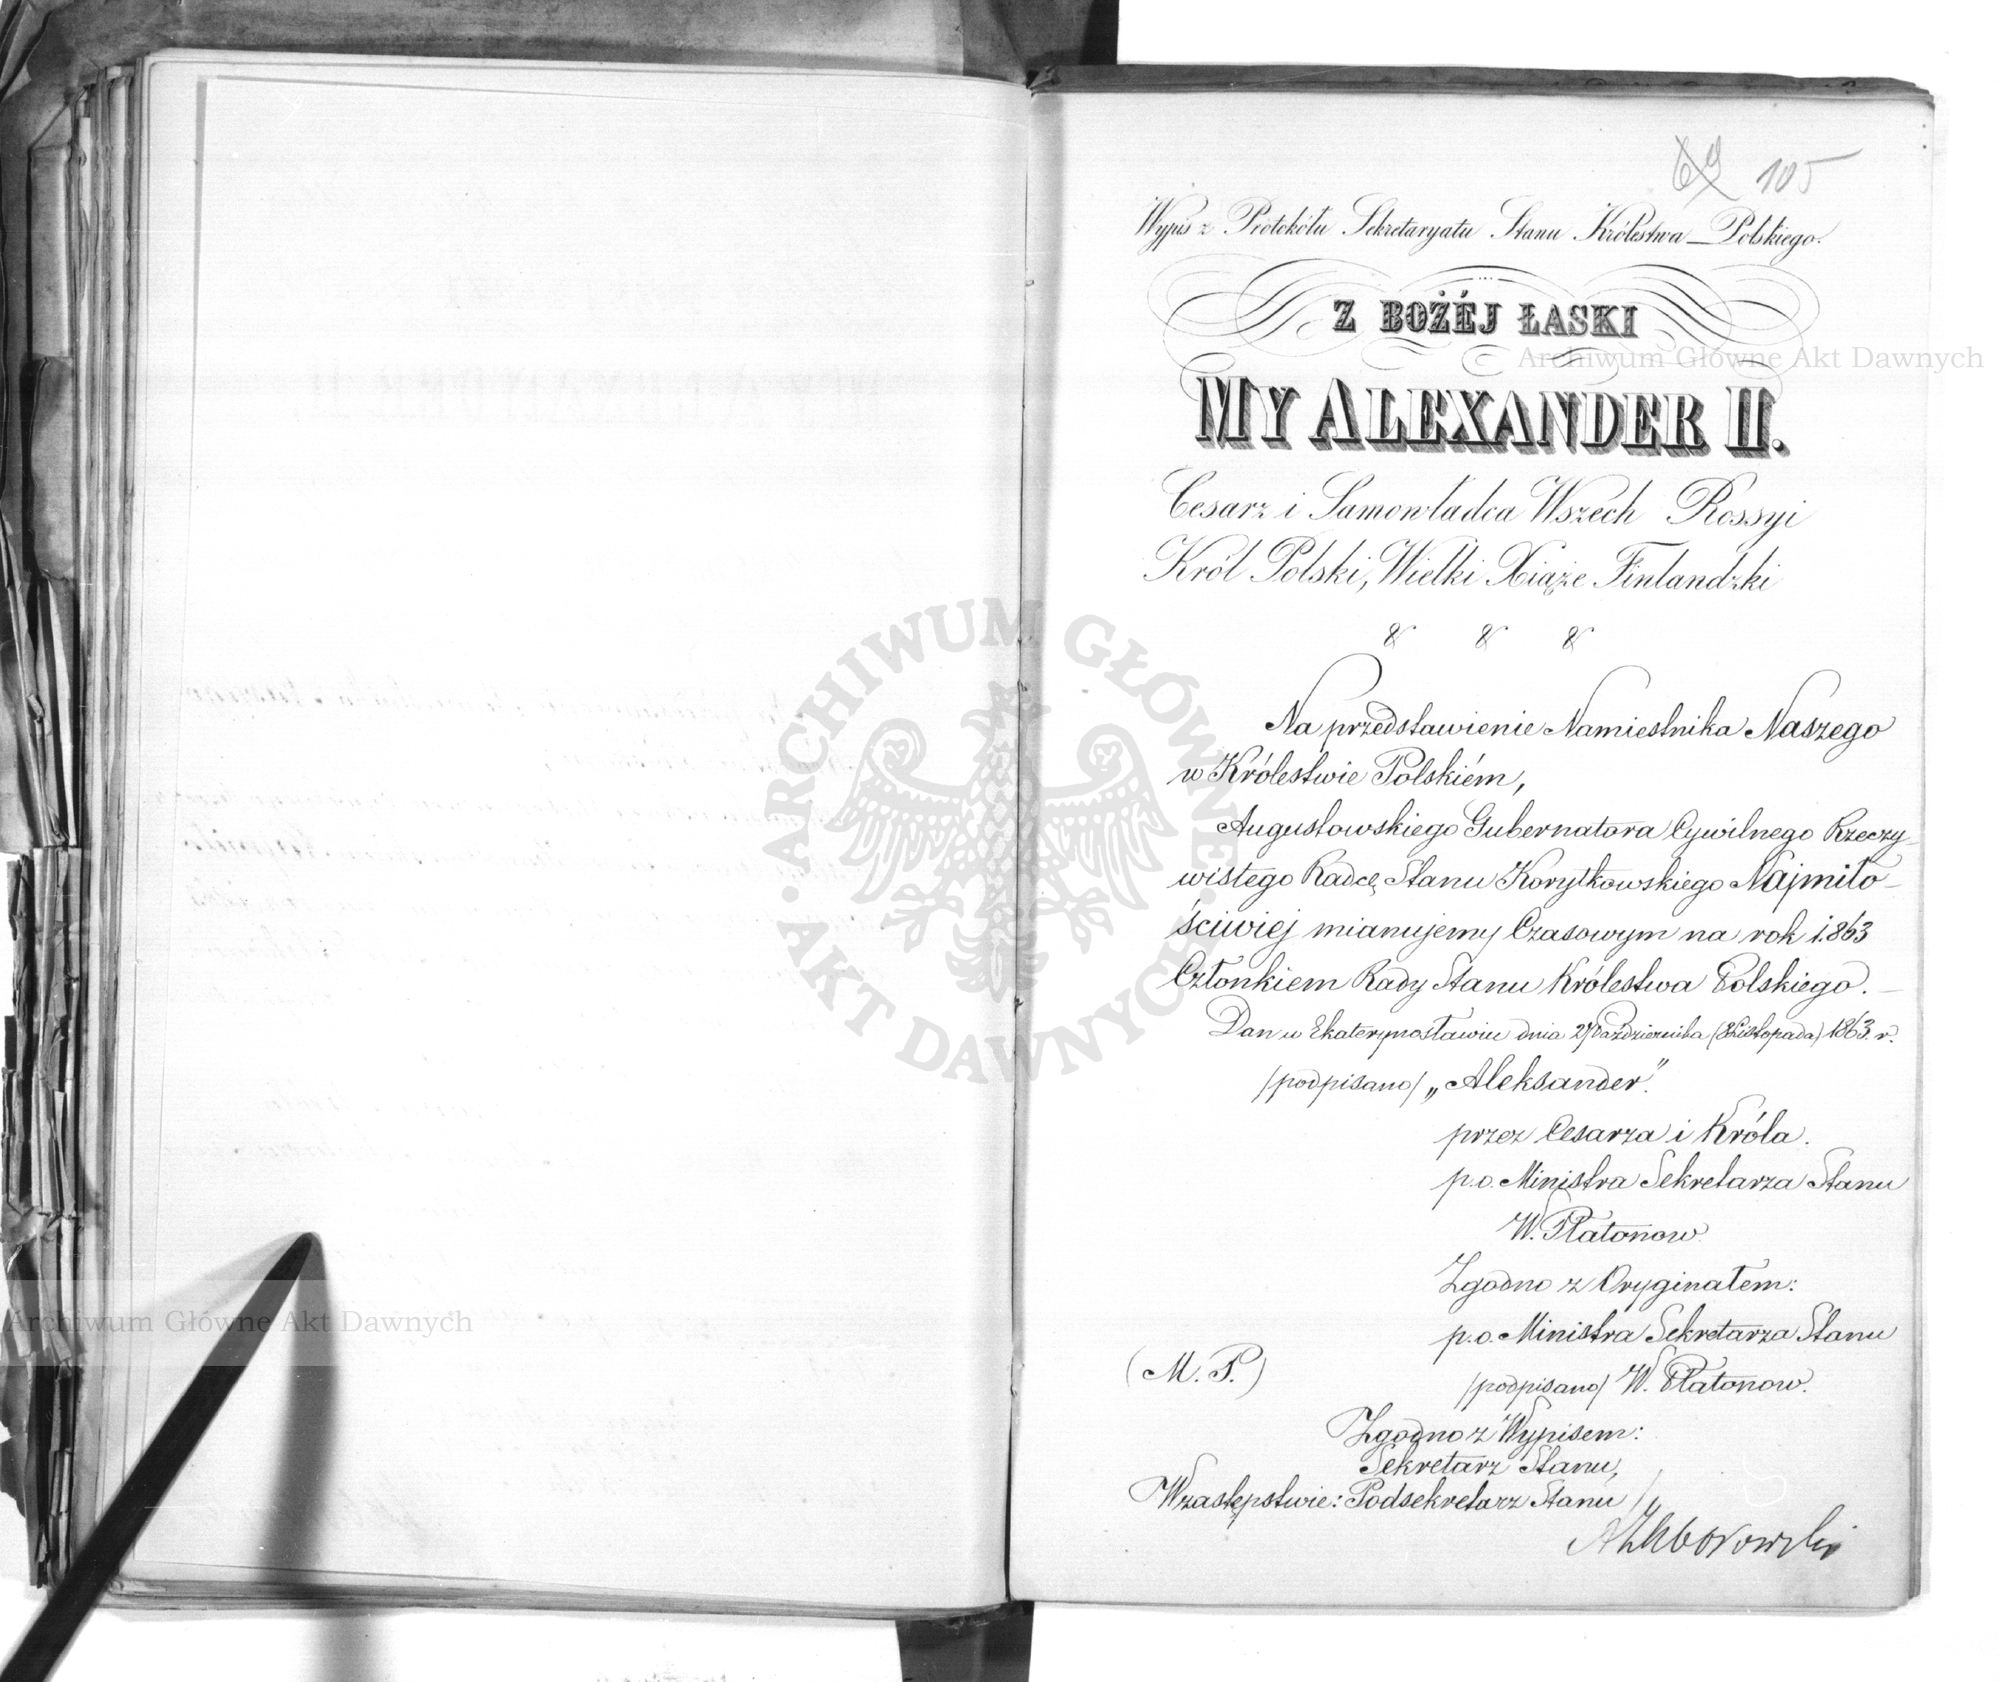 69 105
Wypis z Protokółu Sekretaryatu Stanu Królestwa Polskiego.
Z BOŻÉJ ŁASKI
MY ALEXANDER II.
Cesarz i Samowładca Wszech Rossyi
Król Polski, Wielki Xiąże Finlandzki
& & &
Na przedstawienie Namiestnika Naszego
w Królestwie Polskiém,
Augustowskiego Gubernatora Cywilnego Rzeczy-
wistego Radcę Stanu Korytkowskiego Najmiło-
ściwiej mianujemy Czasowym na rok 1863
Członkiem Rady Stanu Królestwa Polskiego.
Dan w Ekaterynosławiu dnia 27 Października (8 Listopada) 1863 r.
/podpisano/ „Aleksander".
przez Cesarza i Króla.
p.o. Ministra Sekretarza Stanu
W. Płatonow
Zgodno z Oryginałem:
p.o. Ministra Sekretarza Stanu
(M. P.)
/podpisano/ W. Płatonow.
Zgodno z Wypisem:
Sekretarz Stanu,
W zastępstwie: Podsekretarz Stanu
Archiwum Główne Akt Dawnych
Archiwum Główne Akt Dawnych
ARCHIWUM GŁÓWNE AKT DAWNYCH